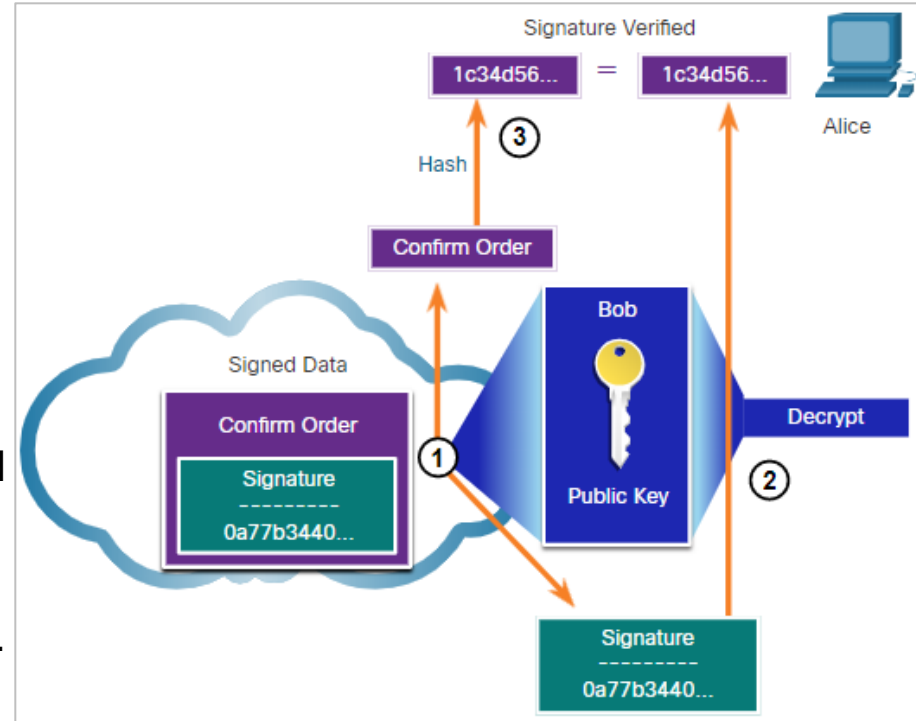 Signature Verified
1c34d56... = 1c34d56...
Alice
3
Hash
Confirm Order
Bob
Signed Data
Confirm Order
Decrypt
1
Signature
---------
0a77b3440...
Public Key
2
Signature
---------
0a77b3440...